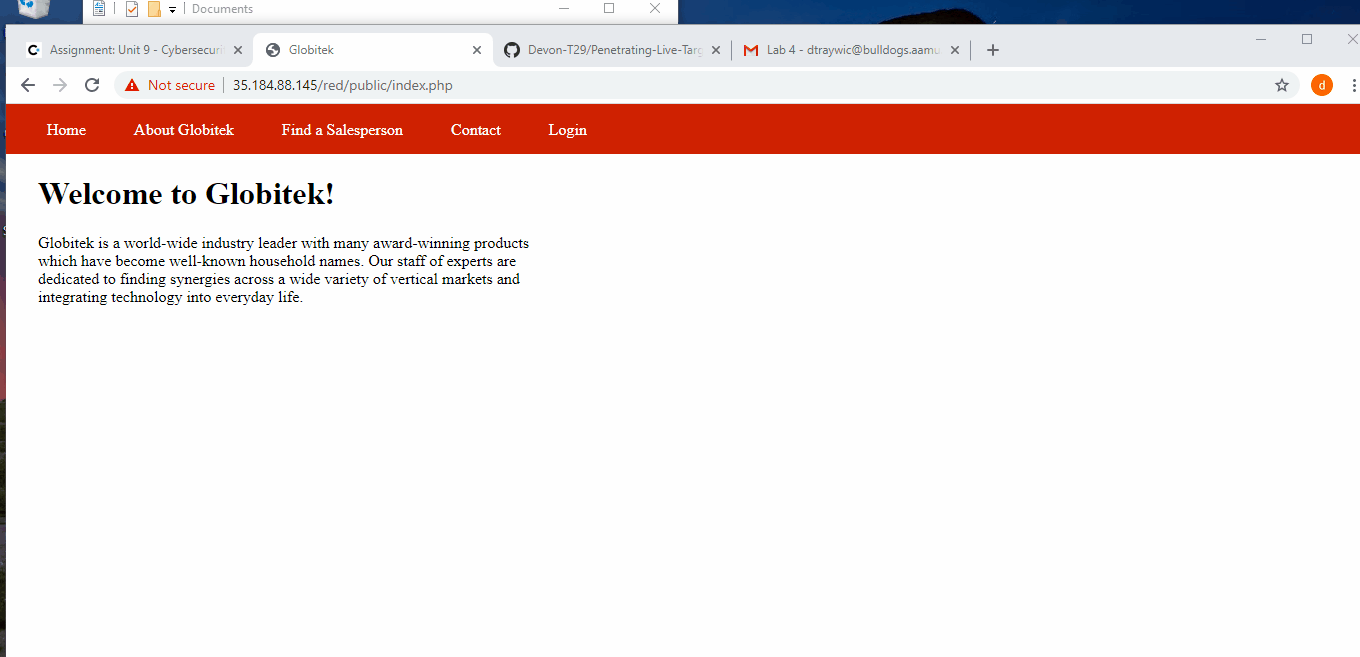 Documents
Assignment: Unit 9 - Cybersecuri
Globitek
Devon-T29/Penetrating-Live-Targ
Lab 4 - dtraywic@bulldogs.aamu.
Not secure
35.184.88.145/red/public/index.php
d
Home
About Globitek
Find a Salesperson
Contact
Login
Welcome to Globitek!
Globitek is a world-wide industry leader with many award-winning products
which have become well-known household names. Our staff of experts are
dedicated to finding synergies across a wide variety of vertical markets and
integrating technology into everyday life.